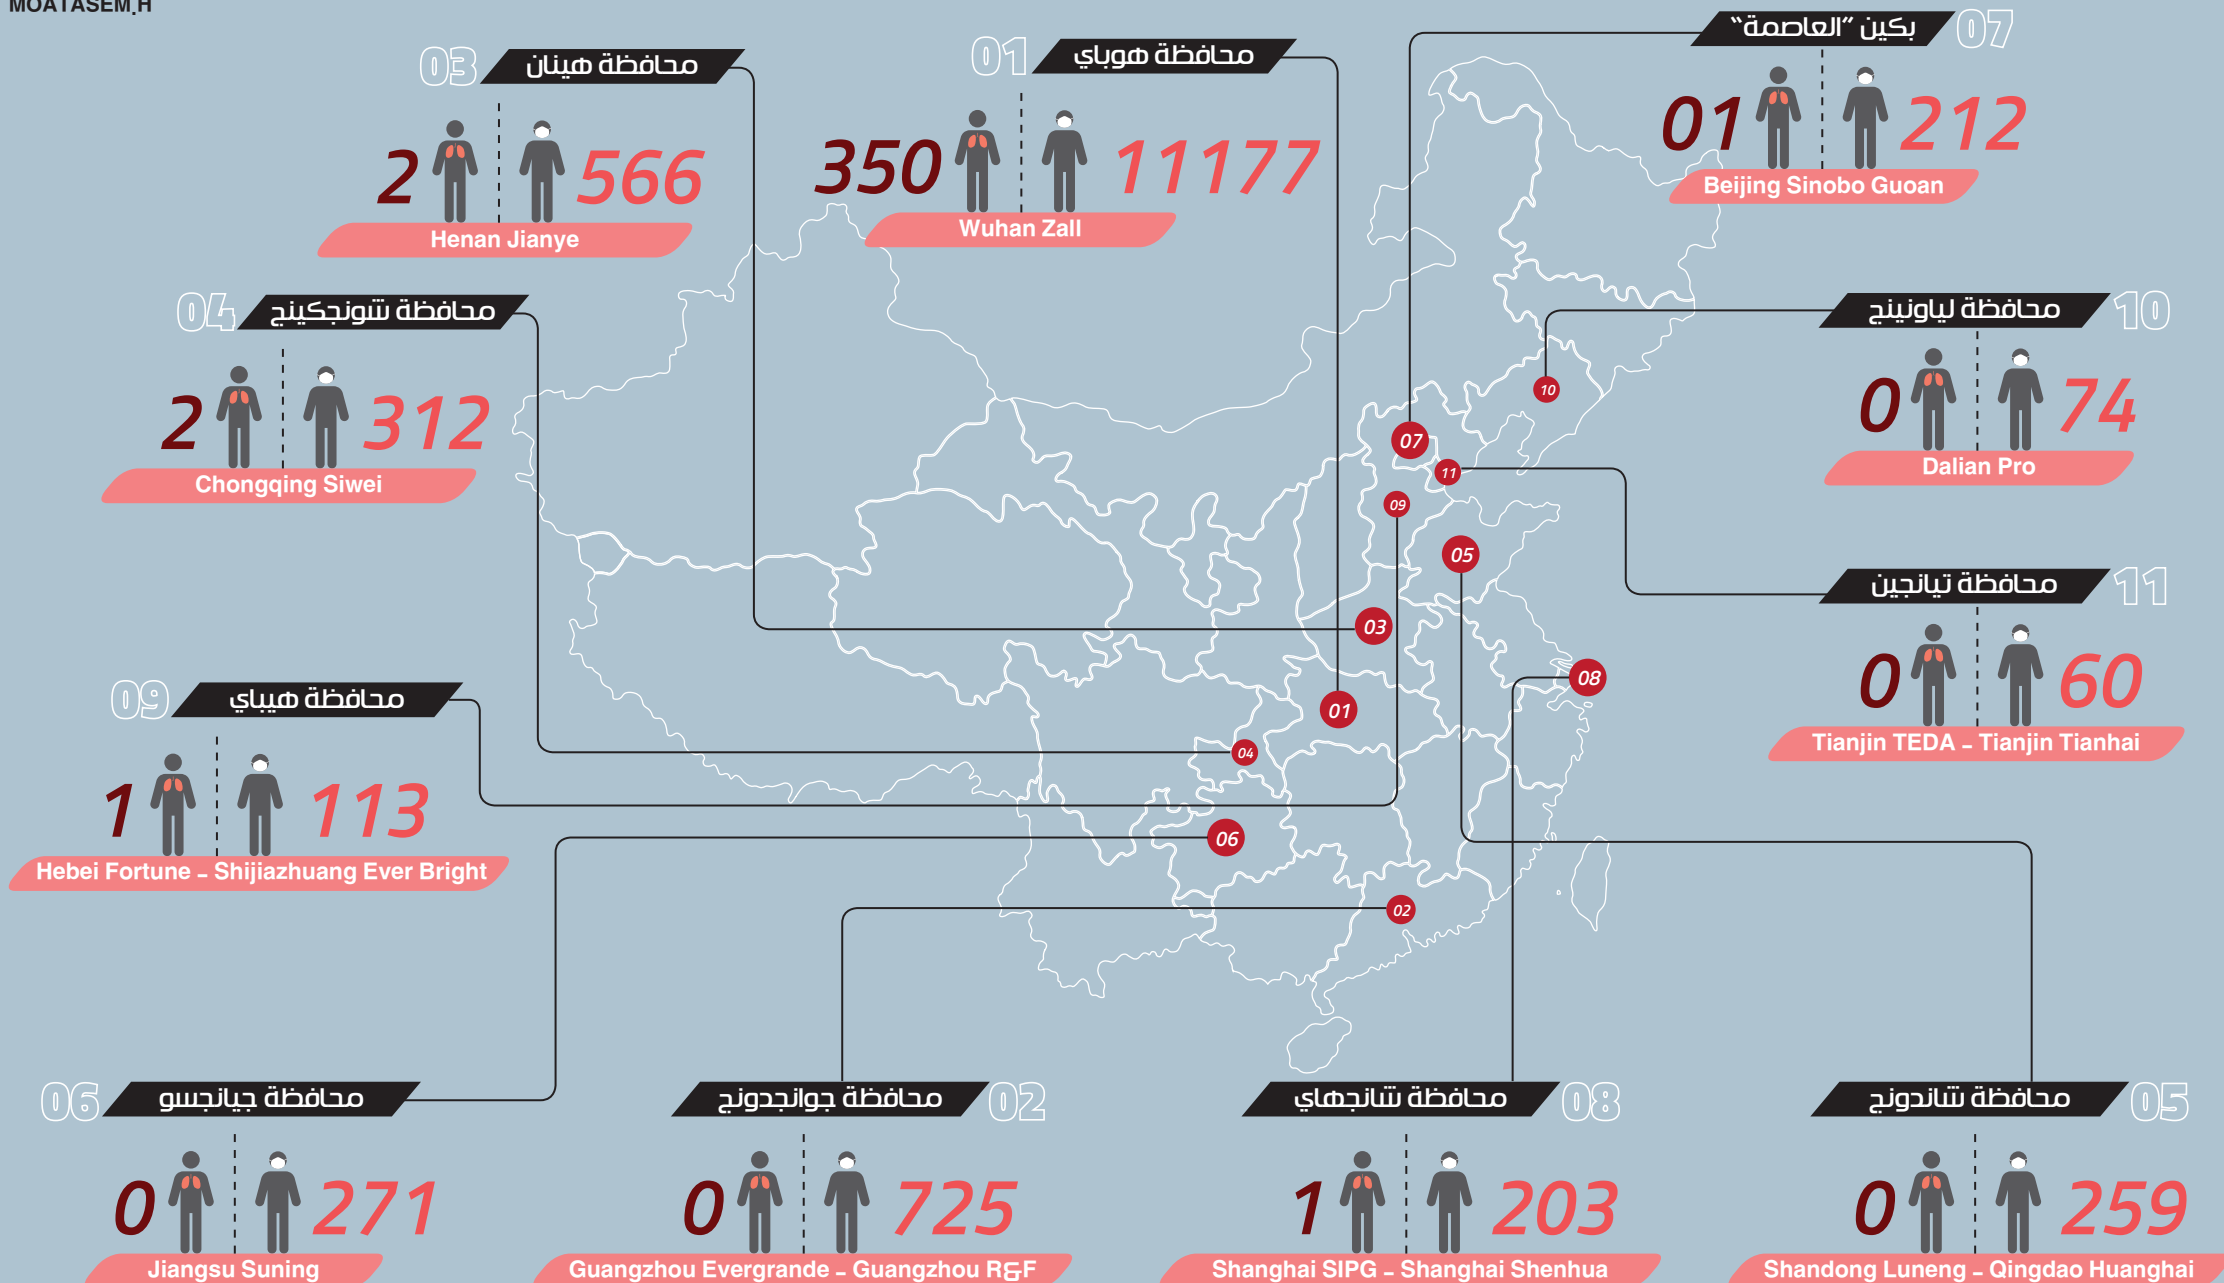 MOATASEM.H
03 محافظة هينان
2 566
Henan Jianye
01 محافظة هوباي
350 11177
Wuhan Zall
بكين "العاصمة" 07
01 212
Beijing Sinobo Guoan
04 محافظة شونجكينج
2 312
Chongqing Siwei
محافظة لياونينج 10
0 74
Dalian Pro
محافظة تيانجين 11
0 60
Tianjin TEDA - Tianjin Tianhai
09 محافظة هيباي
1 113
Hebei Fortune - Shijiazhuang Ever Bright
07
10
11
09
05
03
08
01
04
06
02
06 محافظة جيانجسو
0 271
Jiangsu Suning
محافظة جوانجدونج 02
0 725
Guangzhou Evergrande - Guangzhou R&F
محافظة شانجهاي 08
1 203
Shanghai SIPG - Shanghai Shenhua
محافظة شاندونج 05
0 259
Shandong Luneng - Qingdao Huanghai